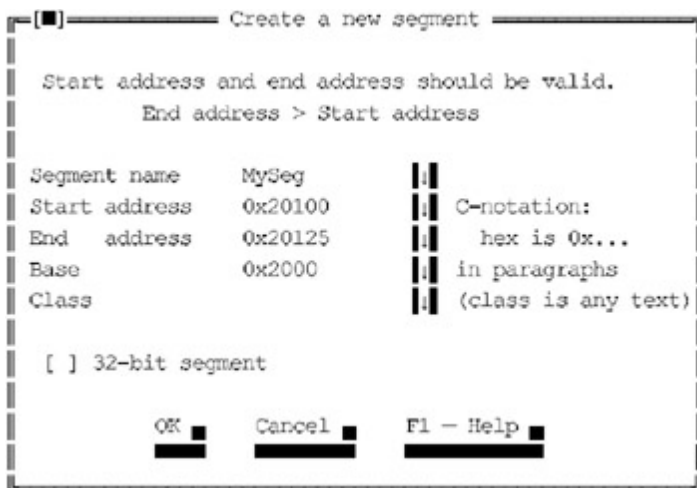 [■] Create a new segment
Start address and end address should be valid.
End address > Start address
Segment name MySeg ↓
Start address 0x20100 ↓ C-notation:
End address 0x20125 ↓ hex is 0x...
Base 0x2000 ↓ in paragraphs
Class ↓ (class is any text)
[ ] 32-bit segment
OK Cancel F1 — Help